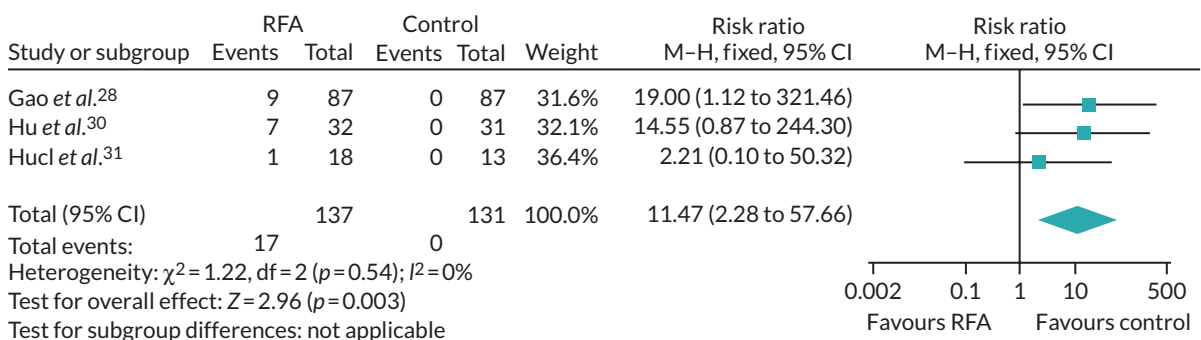 RFA Control Risk ratio Risk ratio
Study or subgroup Events Total Events Total Weight M–H, fixed, 95% CI M–H, fixed, 95% CI
Gao et al.28 9 87 0 87 31.6% 19.00 (1.12 to 321.46)
Hu et al.30 7 32 0 31 32.1% 14.55 (0.87 to 244.30)
Hucl et al.31 1 18 0 13 36.4% 2.21 (0.10 to 50.32)
Total (95% CI) 137 131 100.0% 11.47 (2.28 to 57.66)
Total events: 17 0
Heterogeneity: χ2 = 1.22, df = 2 (p = 0.54); I2 = 0%
Test for overall effect: Z = 2.96 (p = 0.003)
Test for subgroup differences: not applicable
0.002 0.1 1 10 500
Favours RFA Favours control